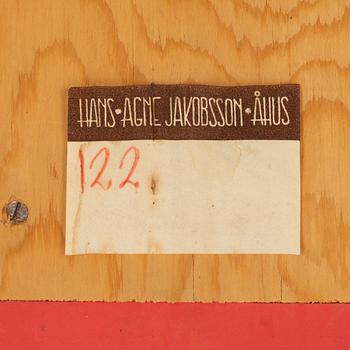 HANS · AGNE JAKOBSSON · ÅHUS
122